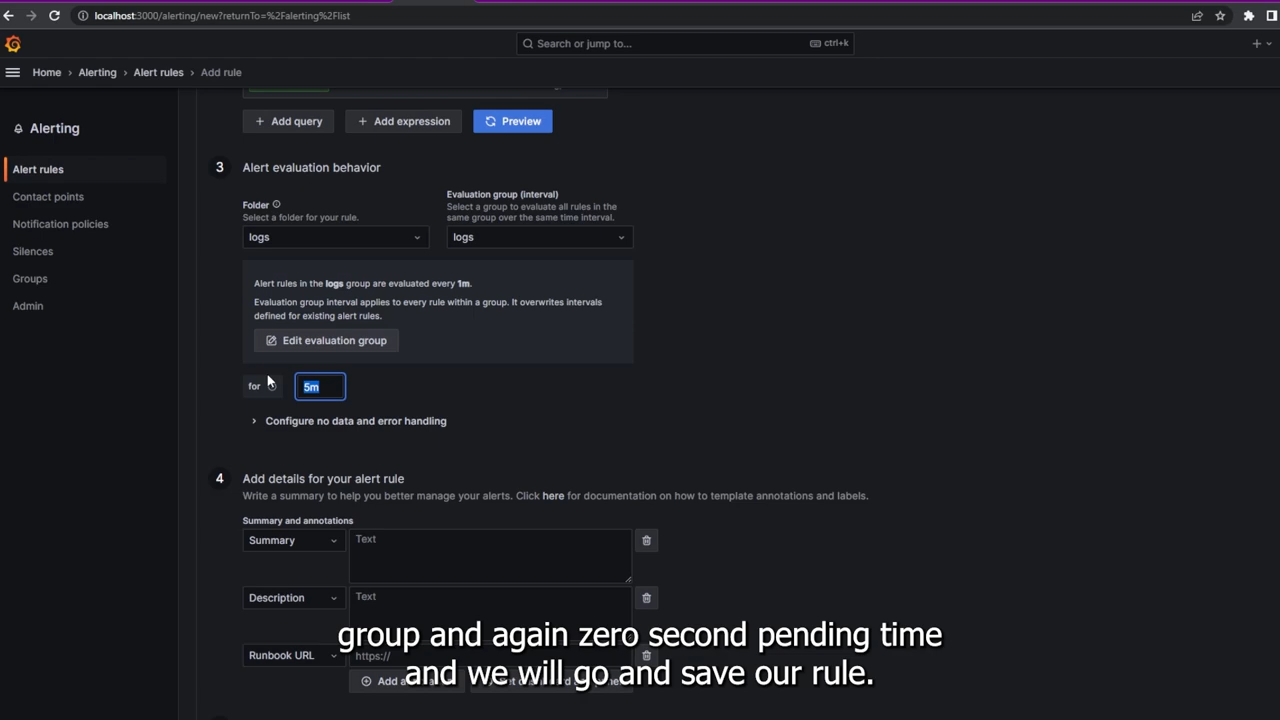 localhost:3000/alerting/new?returnTo=%2Falerting%2Flist
Search or jump to...
ctrl+k
Home > Alerting > Alert rules > Add rule
Alerting
Alert rules
Contact points
Notification policies
Silences
Groups
Admin
+ Add query
+ Add expression
Preview
3 Alert evaluation behavior
Folder
Select a folder for your rule.
logs
Evaluation group (interval)
Select a group to evaluate all rules in the
same group over the same time interval.
logs
Alert rules in the logs group are evaluated every 1m.
Evaluation group interval applies to every rule within a group. It overwrites intervals
defined for existing alert rules.
Edit evaluation group
for
5m
Configure no data and error handling
4 Add details for your alert rule
Write a summary to help you better manage your alerts. Click here for documentation on how to template annotations and labels.
Summary and annotations
Summary
Text
Description
Text
Runbook URL
https://
Add
group and again zero second pending time
and we will go and save our rule.